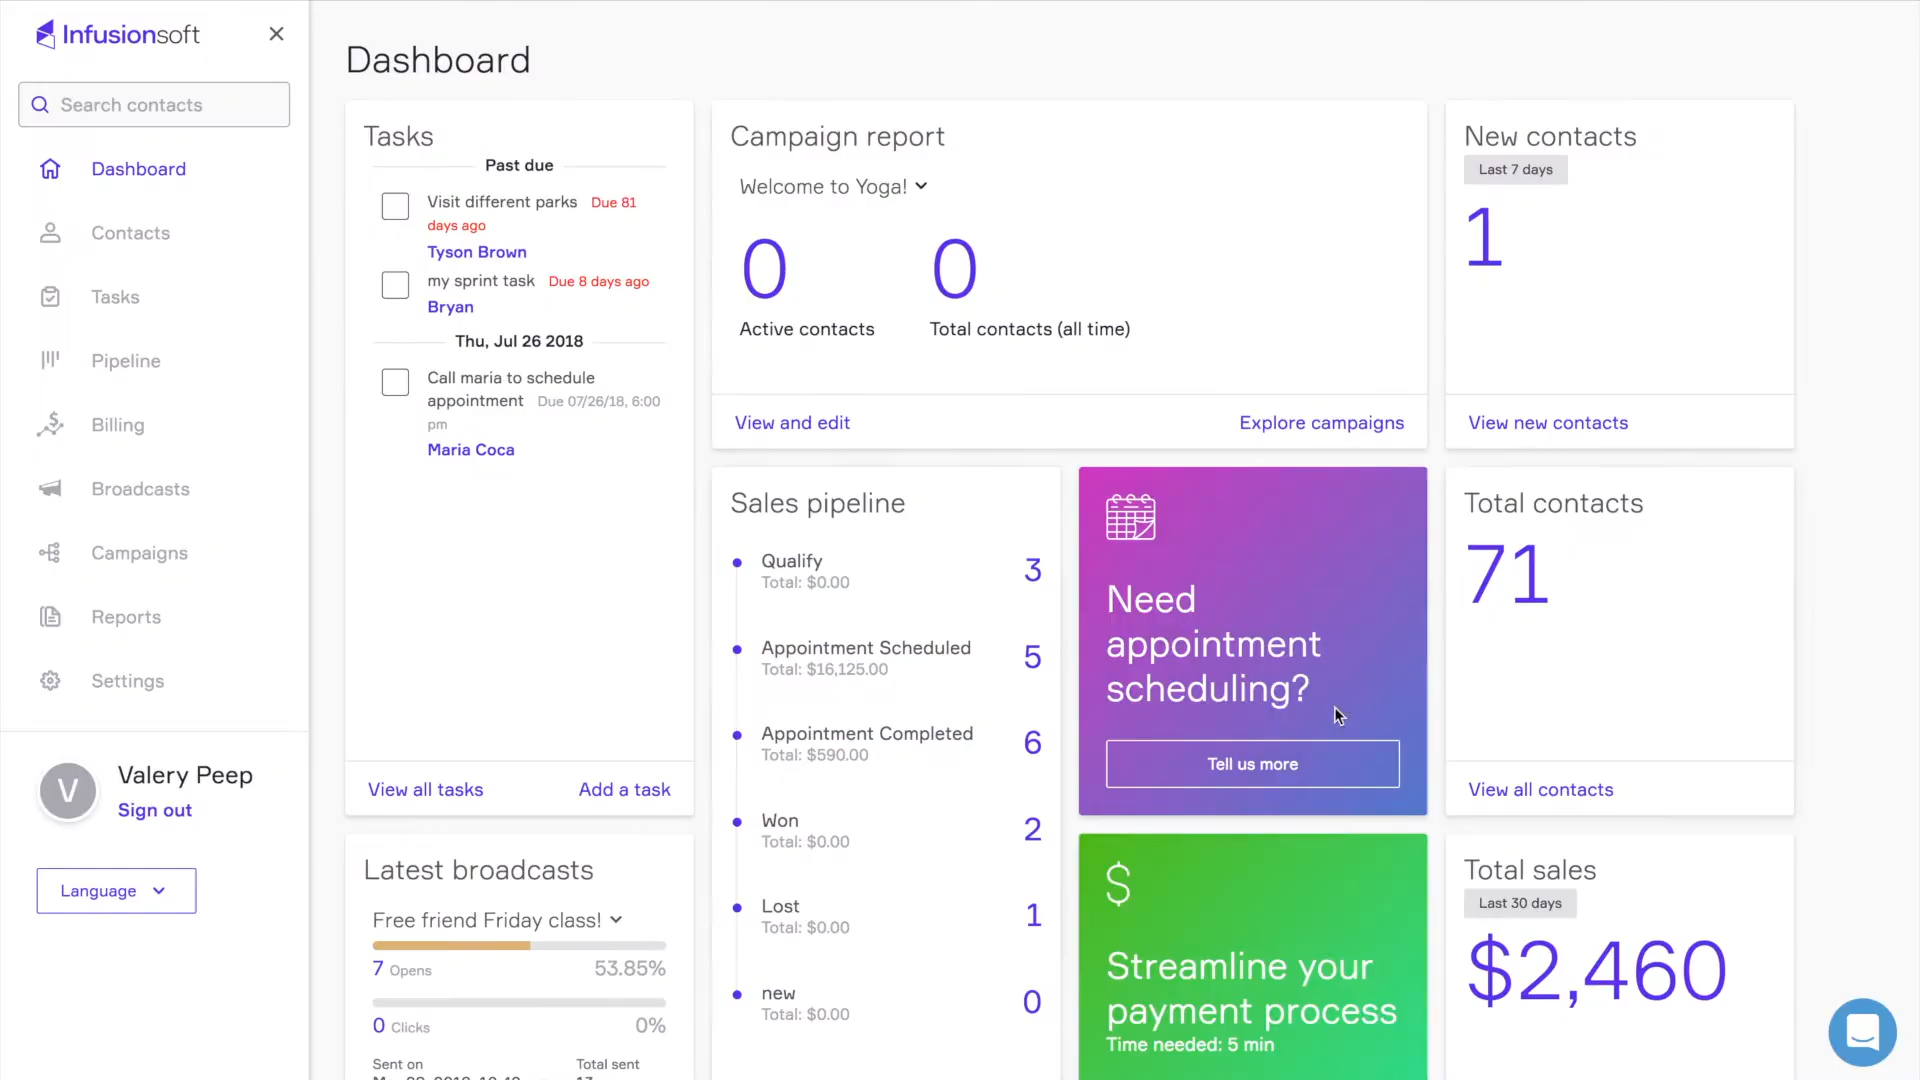 Infusionsoft
Search contacts
Dashboard
Contacts
Tasks
Pipeline
Billing
Broadcasts
Campaigns
Reports
Settings
V
Valery Peep
Sign out
Language
Dashboard
Tasks
Past due
Visit different parks Due 81
days ago
Tyson Brown
my sprint task Due 8 days ago
Bryan
Thu, Jul 26 2018
Call maria to schedule
appointment Due 07/26/18, 6:00
pm
Maria Coca
View all tasks Add a task
Latest broadcasts
Free friend Friday class!
7 Opens 53.85%
0 Clicks 0%
Sent on Total sent
Campaign report
Welcome to Yoga!
0 0
Active contacts Total contacts (all time)
View and edit Explore campaigns
Sales pipeline
Qualify 3
Total: $0.00
Appointment Scheduled 5
Total: $16,125.00
Appointment Completed 6
Total: $590.00
Won 2
Total: $0.00
Lost 1
Total: $0.00
new 0
Total: $0.00
Need
appointment
scheduling?
Tell us more
$
Streamline your
payment process
Time needed: 5 min
New contacts
Last 7 days
1
View new contacts
Total contacts
71
View all contacts
Total sales
Last 30 days
$2,460